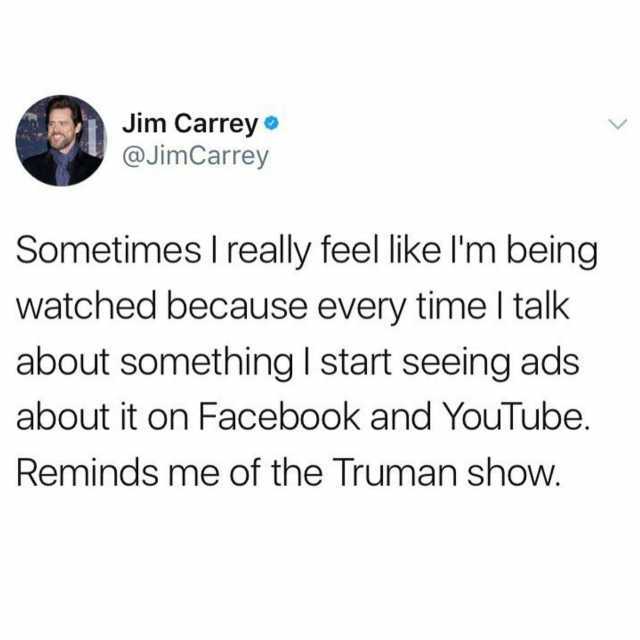 Jim Carrey
@JimCarrey
Sometimes I really feel like I'm being
watched because every time I talk
about something I start seeing ads
about it on Facebook and YouTube.
Reminds me of the Truman show.